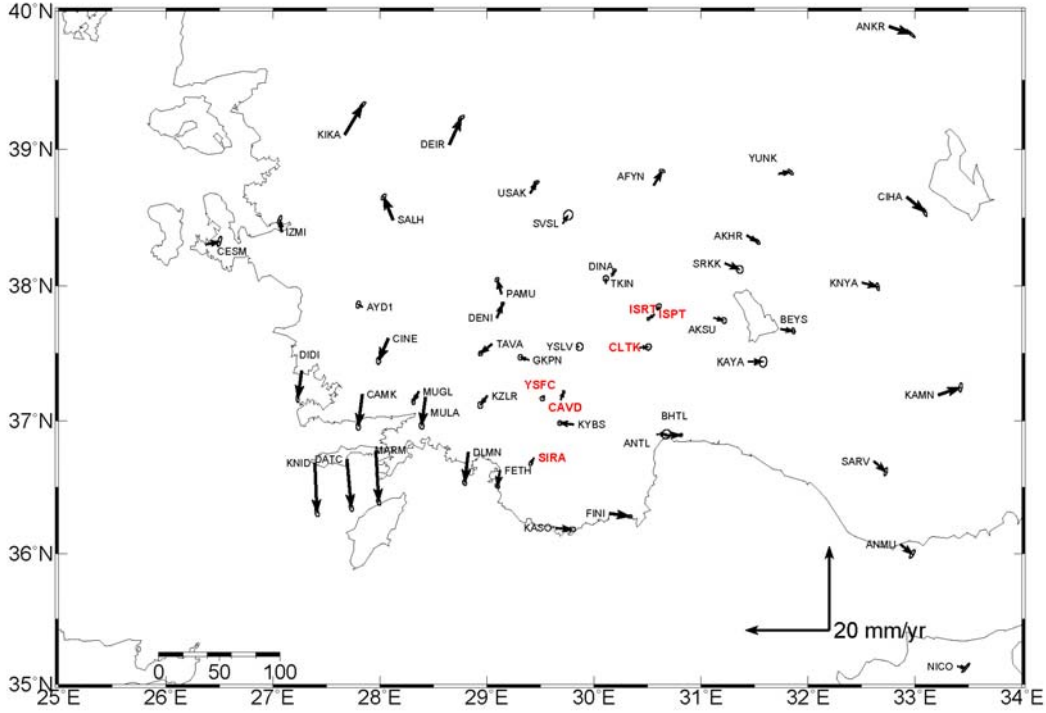 40°N
ANKR
KIKA
DEIR
39°N
YUNK
AFYN
USAK
CIHA
SALH
SVSL
IZMI
AKHR
CESM
SRKK
DINA
38°N
TKIN
KNYA
PAMU
AYD1
ISRT
ISPT
DENI
BEYS
AKSU
CINE
TAVA
YSLV
CLTK
DIDI
GKPN
KAYA
YSFC
CAMK
MUGL
KZLR
KAMN
CAVD
MULA
BHTL
37°N
KYBS
ANTL
MARM
DLMN
SIRA
KNID
DATC
SARV
FETH
FINI
KASO
ANMU
36°N
20 mm/yr
NICO
0 50 100
35°N
25°E 26°E 27°E 28°E 29°E 30°E 31°E 32°E 33°E 34°E